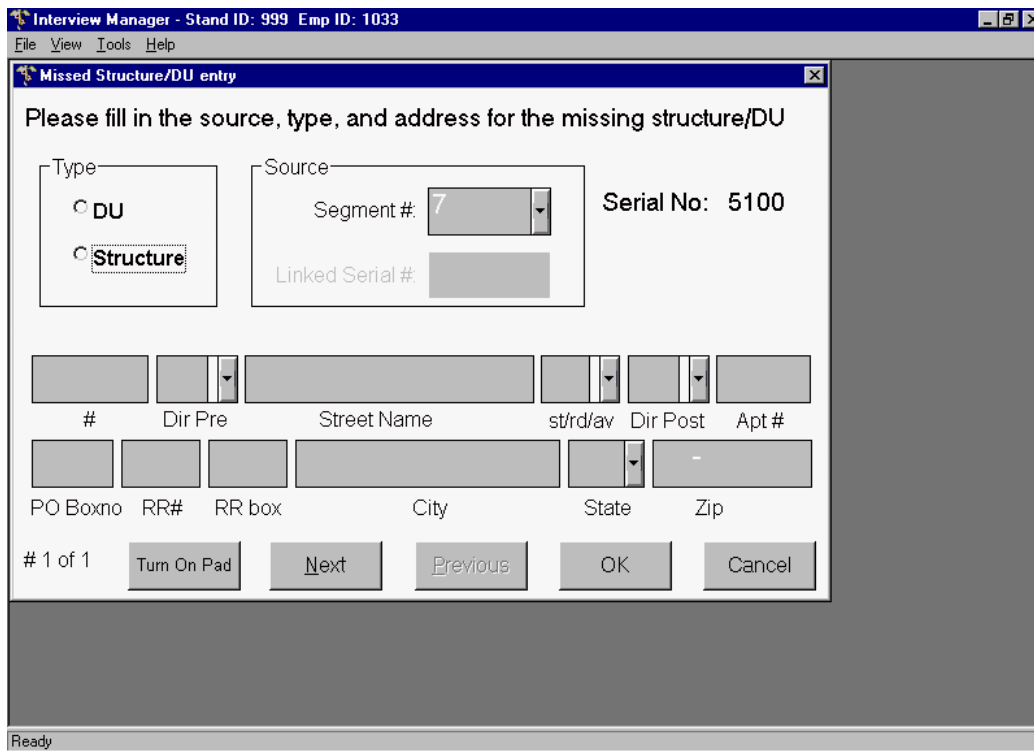 Interview Manager - Stand ID: 999 Emp ID: 1033
File View Tools Help
Missed Structure/DU entry
Please fill in the source, type, and address for the missing structure/DU
Type
DU
Structure
Source
Segment #: 7
Linked Serial #:
Serial No: 5100
# Dir Pre Street Name st/rd/av Dir Post Apt #
-
PO Boxno RR# RR box City State Zip
# 1 of 1 Turn On Pad Next Previous OK Cancel
Ready